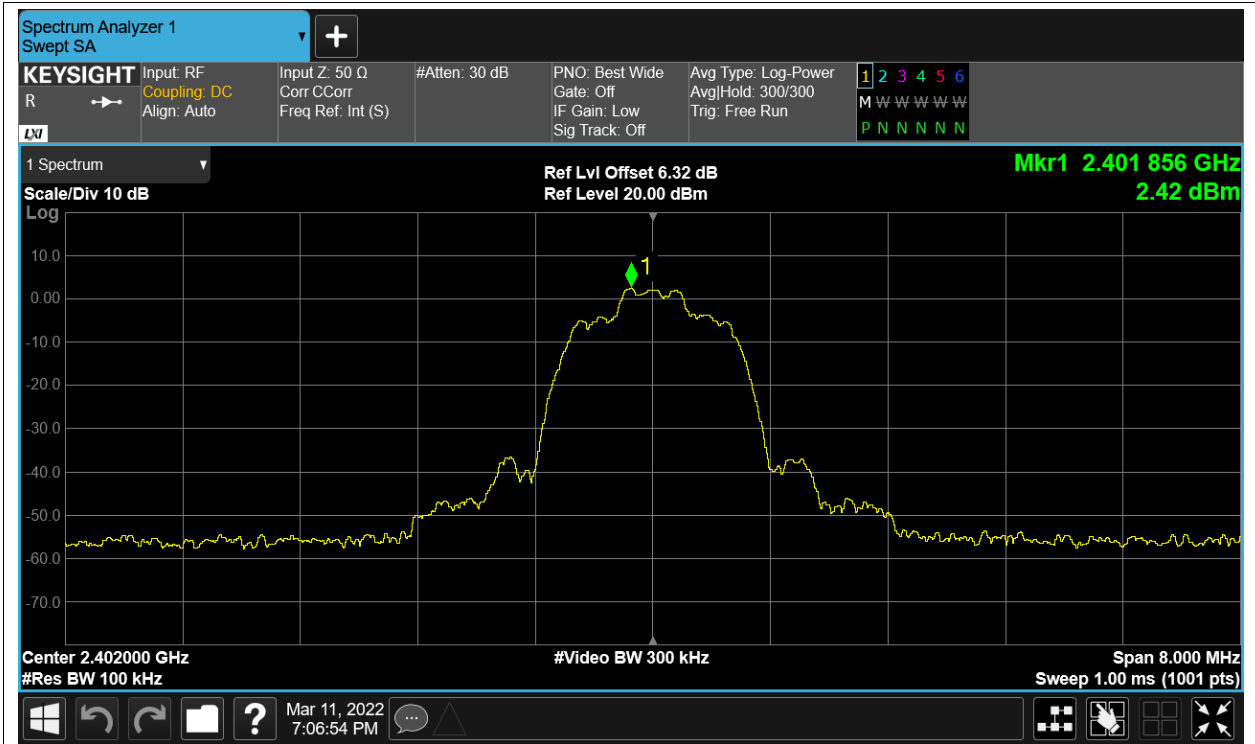 Spectrum Analyzer 1
Swept SA
KEYSIGHT
R
LXI
Input: RF
Coupling: DC
Align: Auto
Input Z: 50 Ω
Corr CCorr
Freq Ref: Int (S)
#Atten: 30 dB
PNO: Best Wide
Gate: Off
IF Gain: Low
Sig Track: Off
Avg Type: Log-Power
Avg|Hold: 300/300
Trig: Free Run
1 2 3 4 5 6
M W W W W W
P N N N N N
1 Spectrum
Scale/Div 10 dB
Log
Ref Lvl Offset 6.32 dB
Ref Level 20.00 dBm
Mkr1 2.401 856 GHz
2.42 dBm
1
10.0
0.00
-10.0
-20.0
-30.0
-40.0
-50.0
-60.0
-70.0
Center 2.402000 GHz
#Res BW 100 kHz
#Video BW 300 kHz
Span 8.000 MHz
Sweep 1.00 ms (1001 pts)
?
Mar 11, 2022
7:06:54 PM